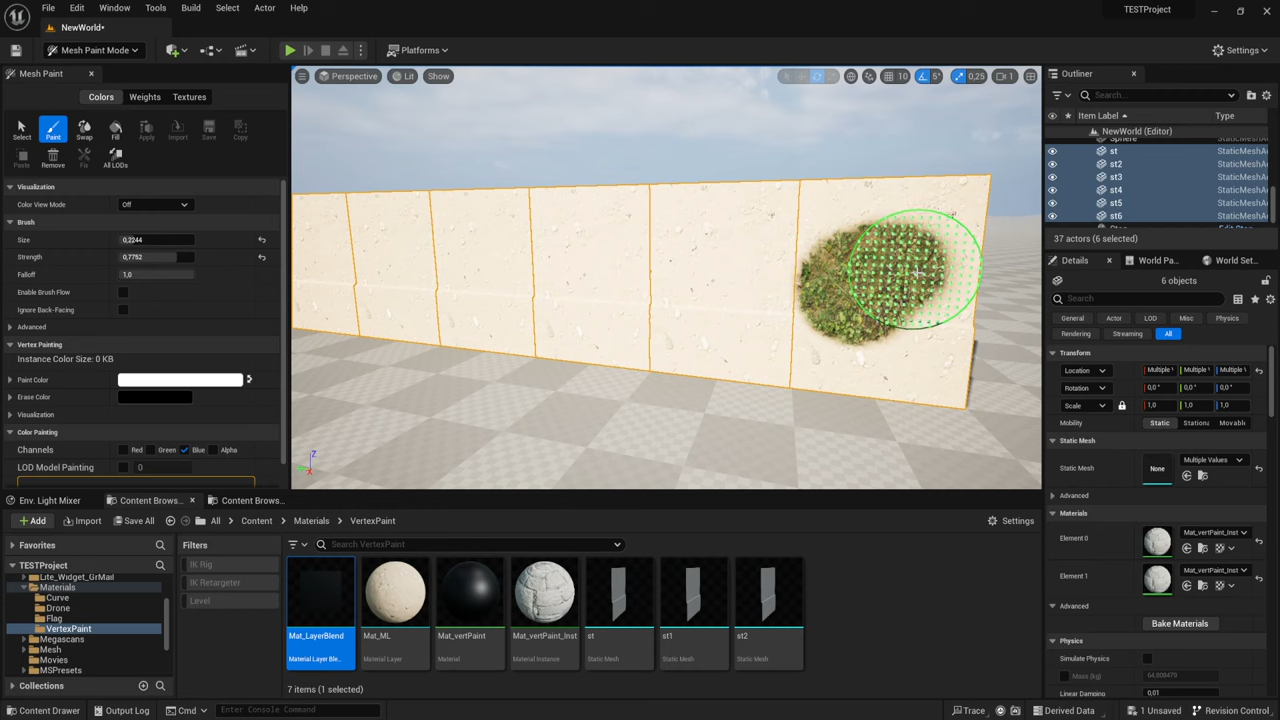 File Edit Window Tools Build Select Actor Help
TESTProject
NewWorld*
Mesh Paint Mode
Platforms
Settings
Mesh Paint
Colors Weights Textures
Select Paint Swap Fill Apply Import Save Copy
Paste Remove Fix All LODs
Visualization
Color View Mode Off
Brush
Size 0,2244
Strength 0,7752
Falloff 1,0
Enable Brush Flow
Ignore Back-Facing
Advanced
Vertex Painting
Instance Color Size: 0 KB
Paint Color
Erase Color
Visualization
Color Painting
Channels Red Green Blue Alpha
LOD Model Painting 0
Perspective Lit Show
10 5° 0,25 1
Z
X
Outliner
Search...
Item Label Type
NewWorld (Editor)
Sphere StaticMeshAc
st StaticMeshAc
st2 StaticMeshAc
st3 StaticMeshAc
st4 StaticMeshAc
st5 StaticMeshAc
st6 StaticMeshAc
37 actors (6 selected)
Details World Pa... World Set...
6 objects
Search
General Actor LOD Misc Physics
Rendering Streaming All
Transform
Location Multiple Multiple Multiple
Rotation 0,0 ° 0,0 ° 0,0 °
Scale 1,0 1,0 1,0
Mobility Static Stationa Movable
Static Mesh
Static Mesh None Multiple Values
Advanced
Materials
Element 0 Mat_vertPaint_Inst
Element 1 Mat_vertPaint_Inst
Advanced
Bake Materials
Physics
Simulate Physics
Mass (kg) 64,808479
Linear Damping 0,01
Env. Light Mixer Content Brows... Content Brows...
Add Import Save All All Content Materials VertexPaint Settings
Favorites
TESTProject
Lite_Widget_GrMail
Materials
Curve
Drone
Flag
VertexPaint
Megascans
Mesh
Movies
MSPresets
Collections
Filters
IK Rig
IK Retargeter
Level
Search VertexPaint
Mat_LayerBlend Mat_ML Mat_vertPaint Mat_vertPaint_Inst st st1 st2
Material Layer Ble... Material Layer Material Material Instance Static Mesh Static Mesh Static Mesh
7 items (1 selected)
Content Drawer Output Log Cmd Enter Console Command
Trace Derived Data 1 Unsaved Revision Control